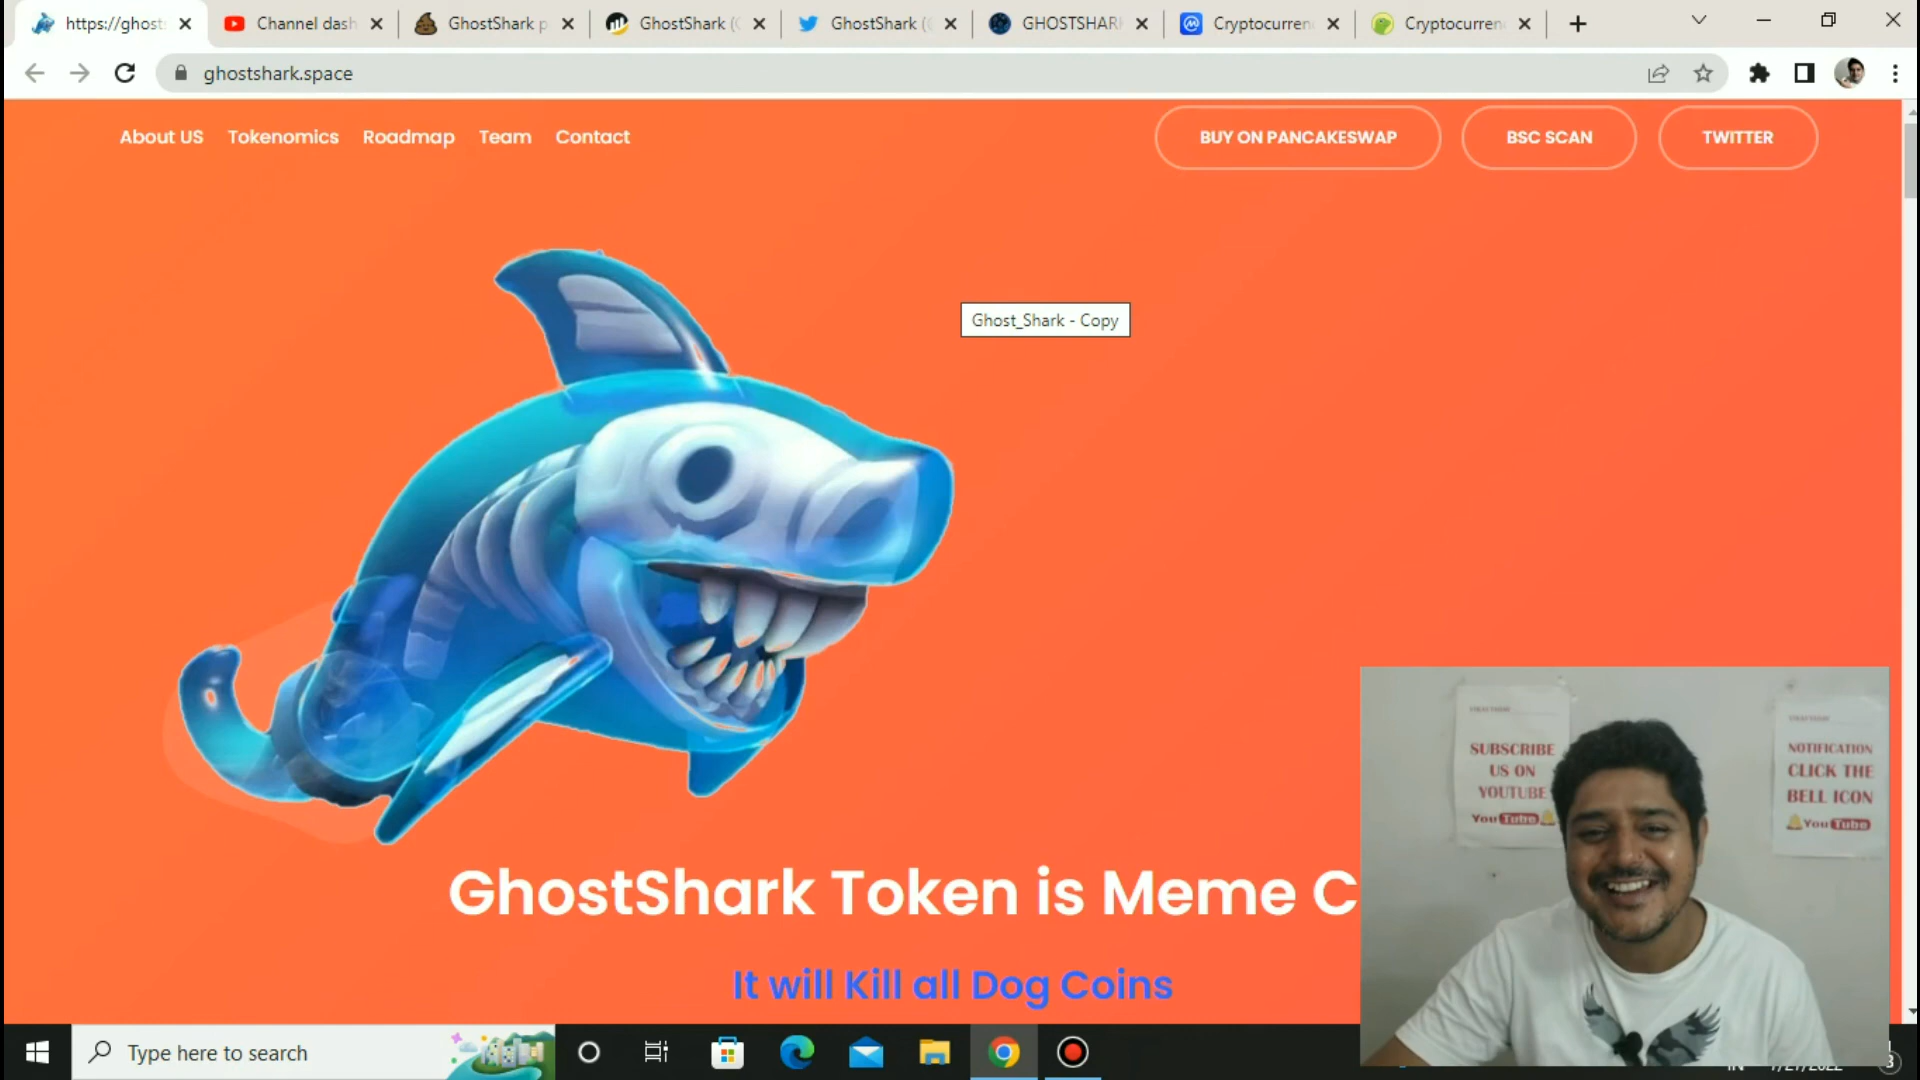 https://ghost
Channel dash
GhostShark p
GhostShark (
GhostShark (
GHOSTSHAR
Cryptocurren
Cryptocurren
ghostshark.space
About US Tokenomics Roadmap Team Contact
BUY ON PANCAKESWAP
BSC SCAN
TWITTER
Ghost_Shark - Copy
GhostShark Token is Meme C
It will Kill all Dog Coins
SUBSCRIBE
US ON
YOUTUBE
YouTube
NOTIFICATION
CLICK THE
BELL ICON
YouTube
Type here to search